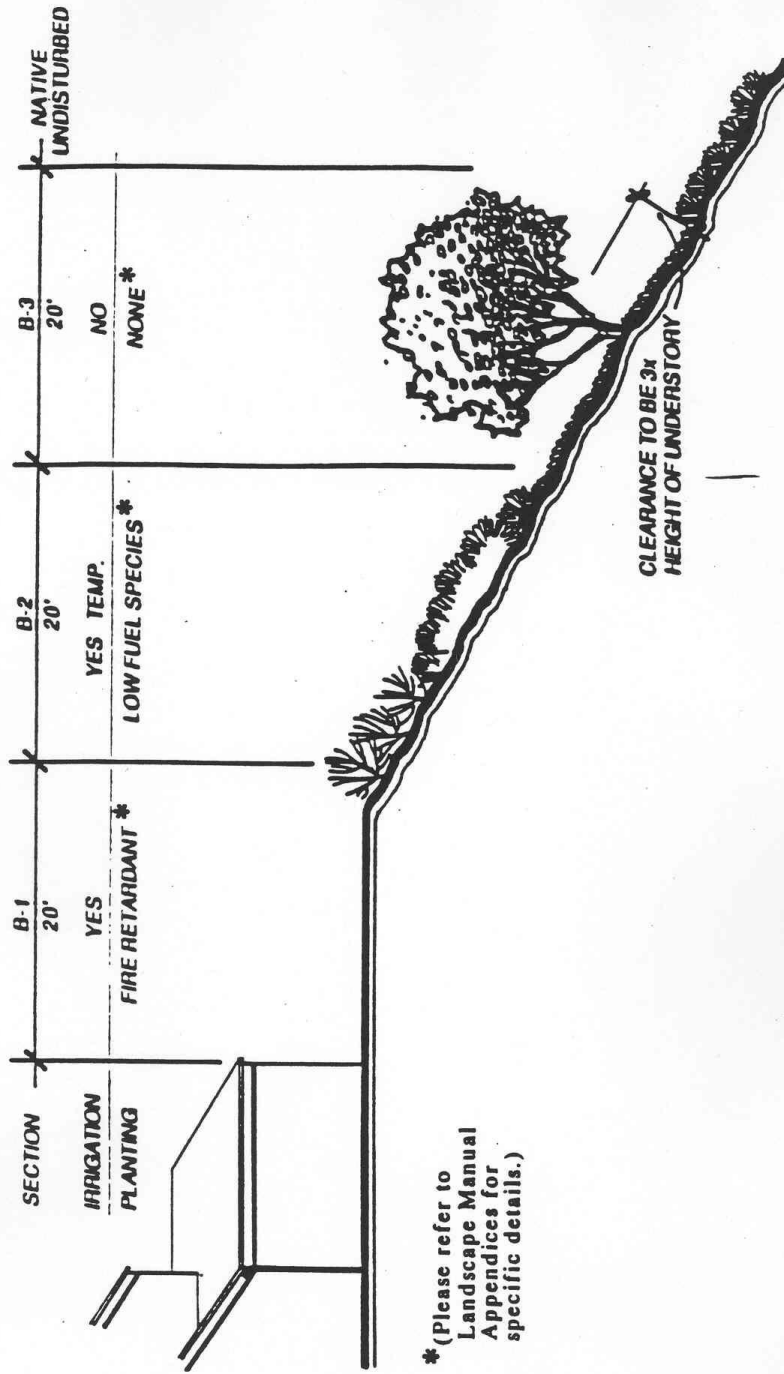 SECTION B-1 B-2 B-3 NATIVE
20' 20' 20' UNDISTURBED
IRRIGATION YES YES TEMP. NO
PLANTING FIRE RETARDANT* LOW FUEL SPECIES* NONE*
CLEARANCE TO BE 3x
HEIGHT OF UNDERSTORY
*(Please refer to
Landscape Manual
Appendices for
specific details.)